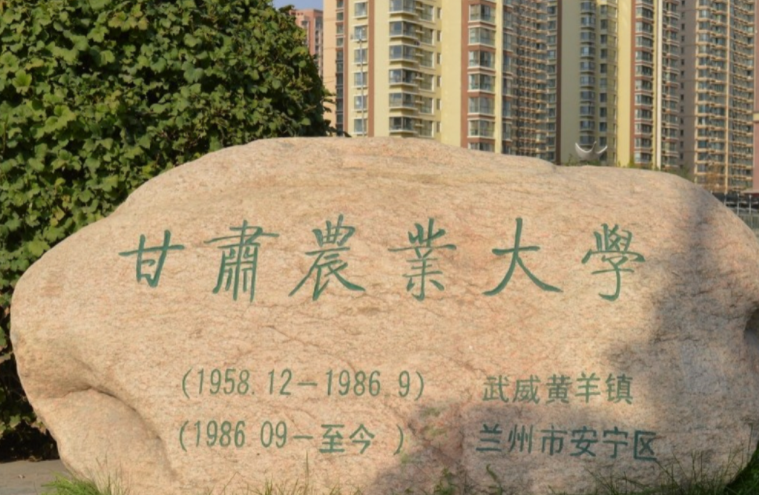 甘肅農業大學
(1958.12－1986.9) 武威黄羊镇
(1986.09－至今) 兰州市安宁区